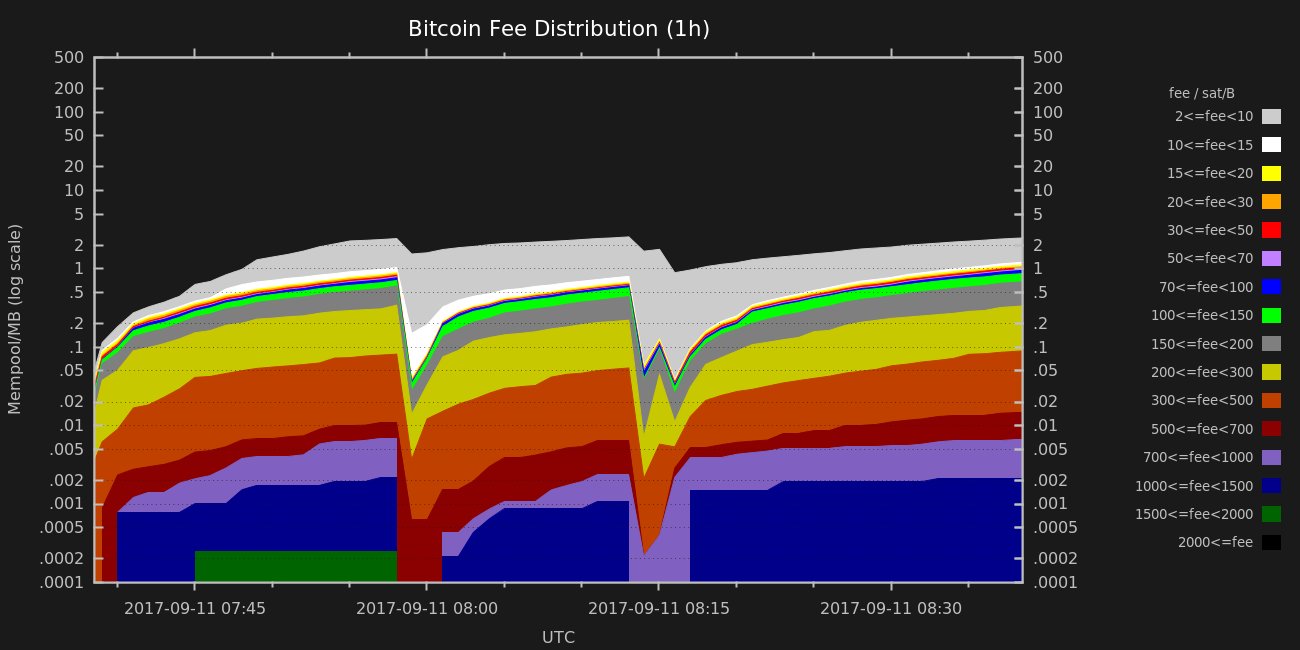 Bitcoin Fee Distribution (1h)
Mempool/MB (log scale)
500
200
100
50
20
10
5
2
1
.5
.2
.1
.05
.02
.01
.005
.002
.001
.0005
.0002
.0001
500
200
100
50
20
10
5
2
1
.5
.2
.1
.05
.02
.01
.005
.002
.001
.0005
.0002
.0001
2017-09-11 07:45
2017-09-11 08:00
2017-09-11 08:15
2017-09-11 08:30
UTC
fee / sat/B
2<=fee<10
10<=fee<15
15<=fee<20
20<=fee<30
30<=fee<50
50<=fee<70
70<=fee<100
100<=fee<150
150<=fee<200
200<=fee<300
300<=fee<500
500<=fee<700
700<=fee<1000
1000<=fee<1500
1500<=fee<2000
2000<=fee